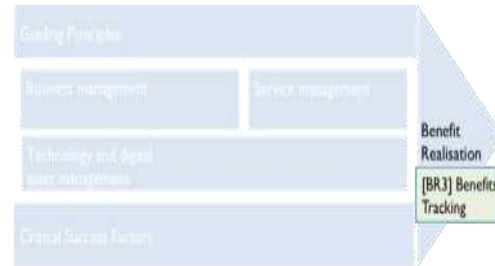 Guiding Principles
Business management
Service management
Technology and digital
asset management
Critical Success Factors
Benefit
Realisation
[BR3] Benefits
Tracking